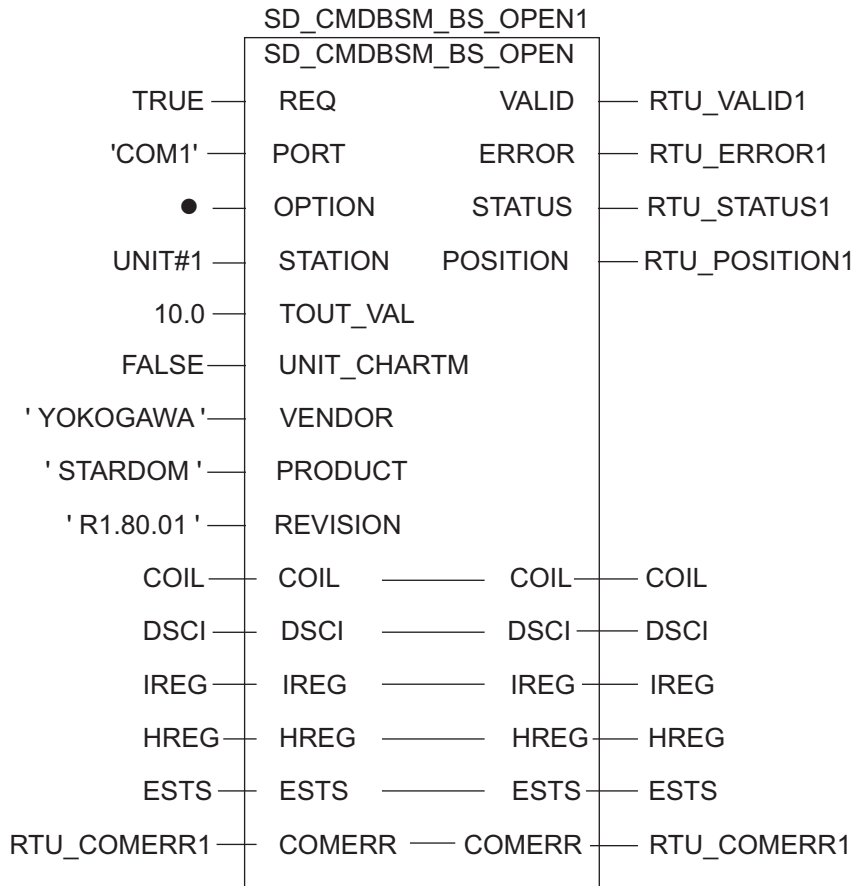 SD_CMDBSM_BS_OPEN1
SD_CMDBSM_BS_OPEN
TRUE REQ VALID RTU_VALID1
'COM1' PORT ERROR RTU_ERROR1
● OPTION STATUS RTU_STATUS1
UNIT#1 STATION POSITION RTU_POSITION1
10.0 TOUT_VAL
FALSE UNIT_CHARTM
' YOKOGAWA ' VENDOR
' STARDOM ' PRODUCT
' R1.80.01 ' REVISION
COIL COIL COIL COIL
DSCI DSCI DSCI DSCI
IREG IREG IREG IREG
HREG HREG HREG HREG
ESTS ESTS ESTS ESTS
RTU_COMERR1 COMERR COMERR RTU_COMERR1